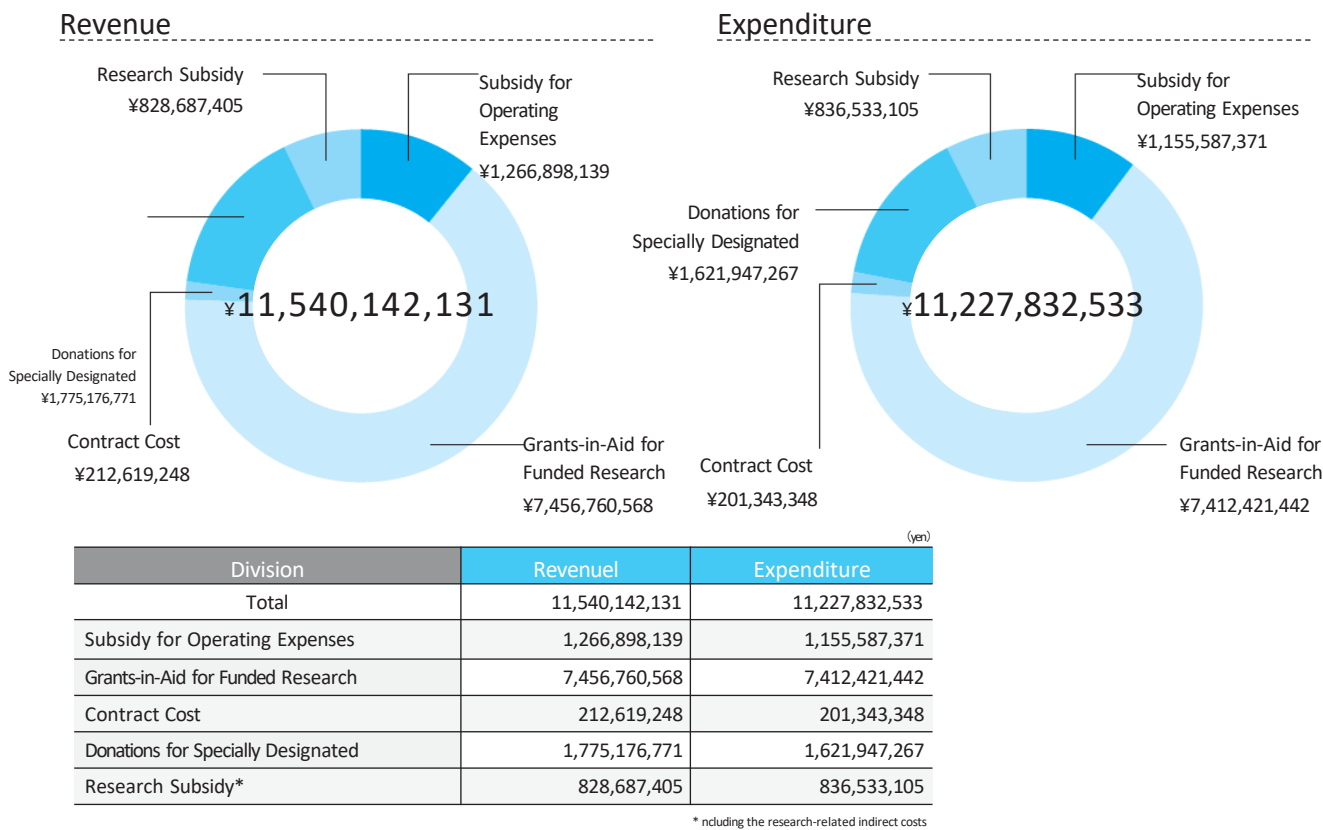 Revenue
Research Subsidy
¥828,687,405
Subsidy for
Operating
Expenses
¥1,266,898,139
¥11,540,142,131
Donations for
Specially Designated
¥1,775,176,771
Contract Cost
¥212,619,248
Grants-in-Aid for
Funded Research
¥7,456,760,568
Expenditure
Research Subsidy
¥836,533,105
Subsidy for
Operating Expenses
¥1,155,587,371
Donations for
Specially Designated
¥1,621,947,267
¥11,227,832,533
Contract Cost
¥201,343,348
Grants-in-Aid for
Funded Research
¥7,412,421,442
(yen)
Division Revenuel Expenditure
Total 11,540,142,131 11,227,832,533
Subsidy for Operating Expenses 1,266,898,139 1,155,587,371
Grants-in-Aid for Funded Research 7,456,760,568 7,412,421,442
Contract Cost 212,619,248 201,343,348
Donations for Specially Designated 1,775,176,771 1,621,947,267
Research Subsidy* 828,687,405 836,533,105
* ncluding the research-related indirect costs